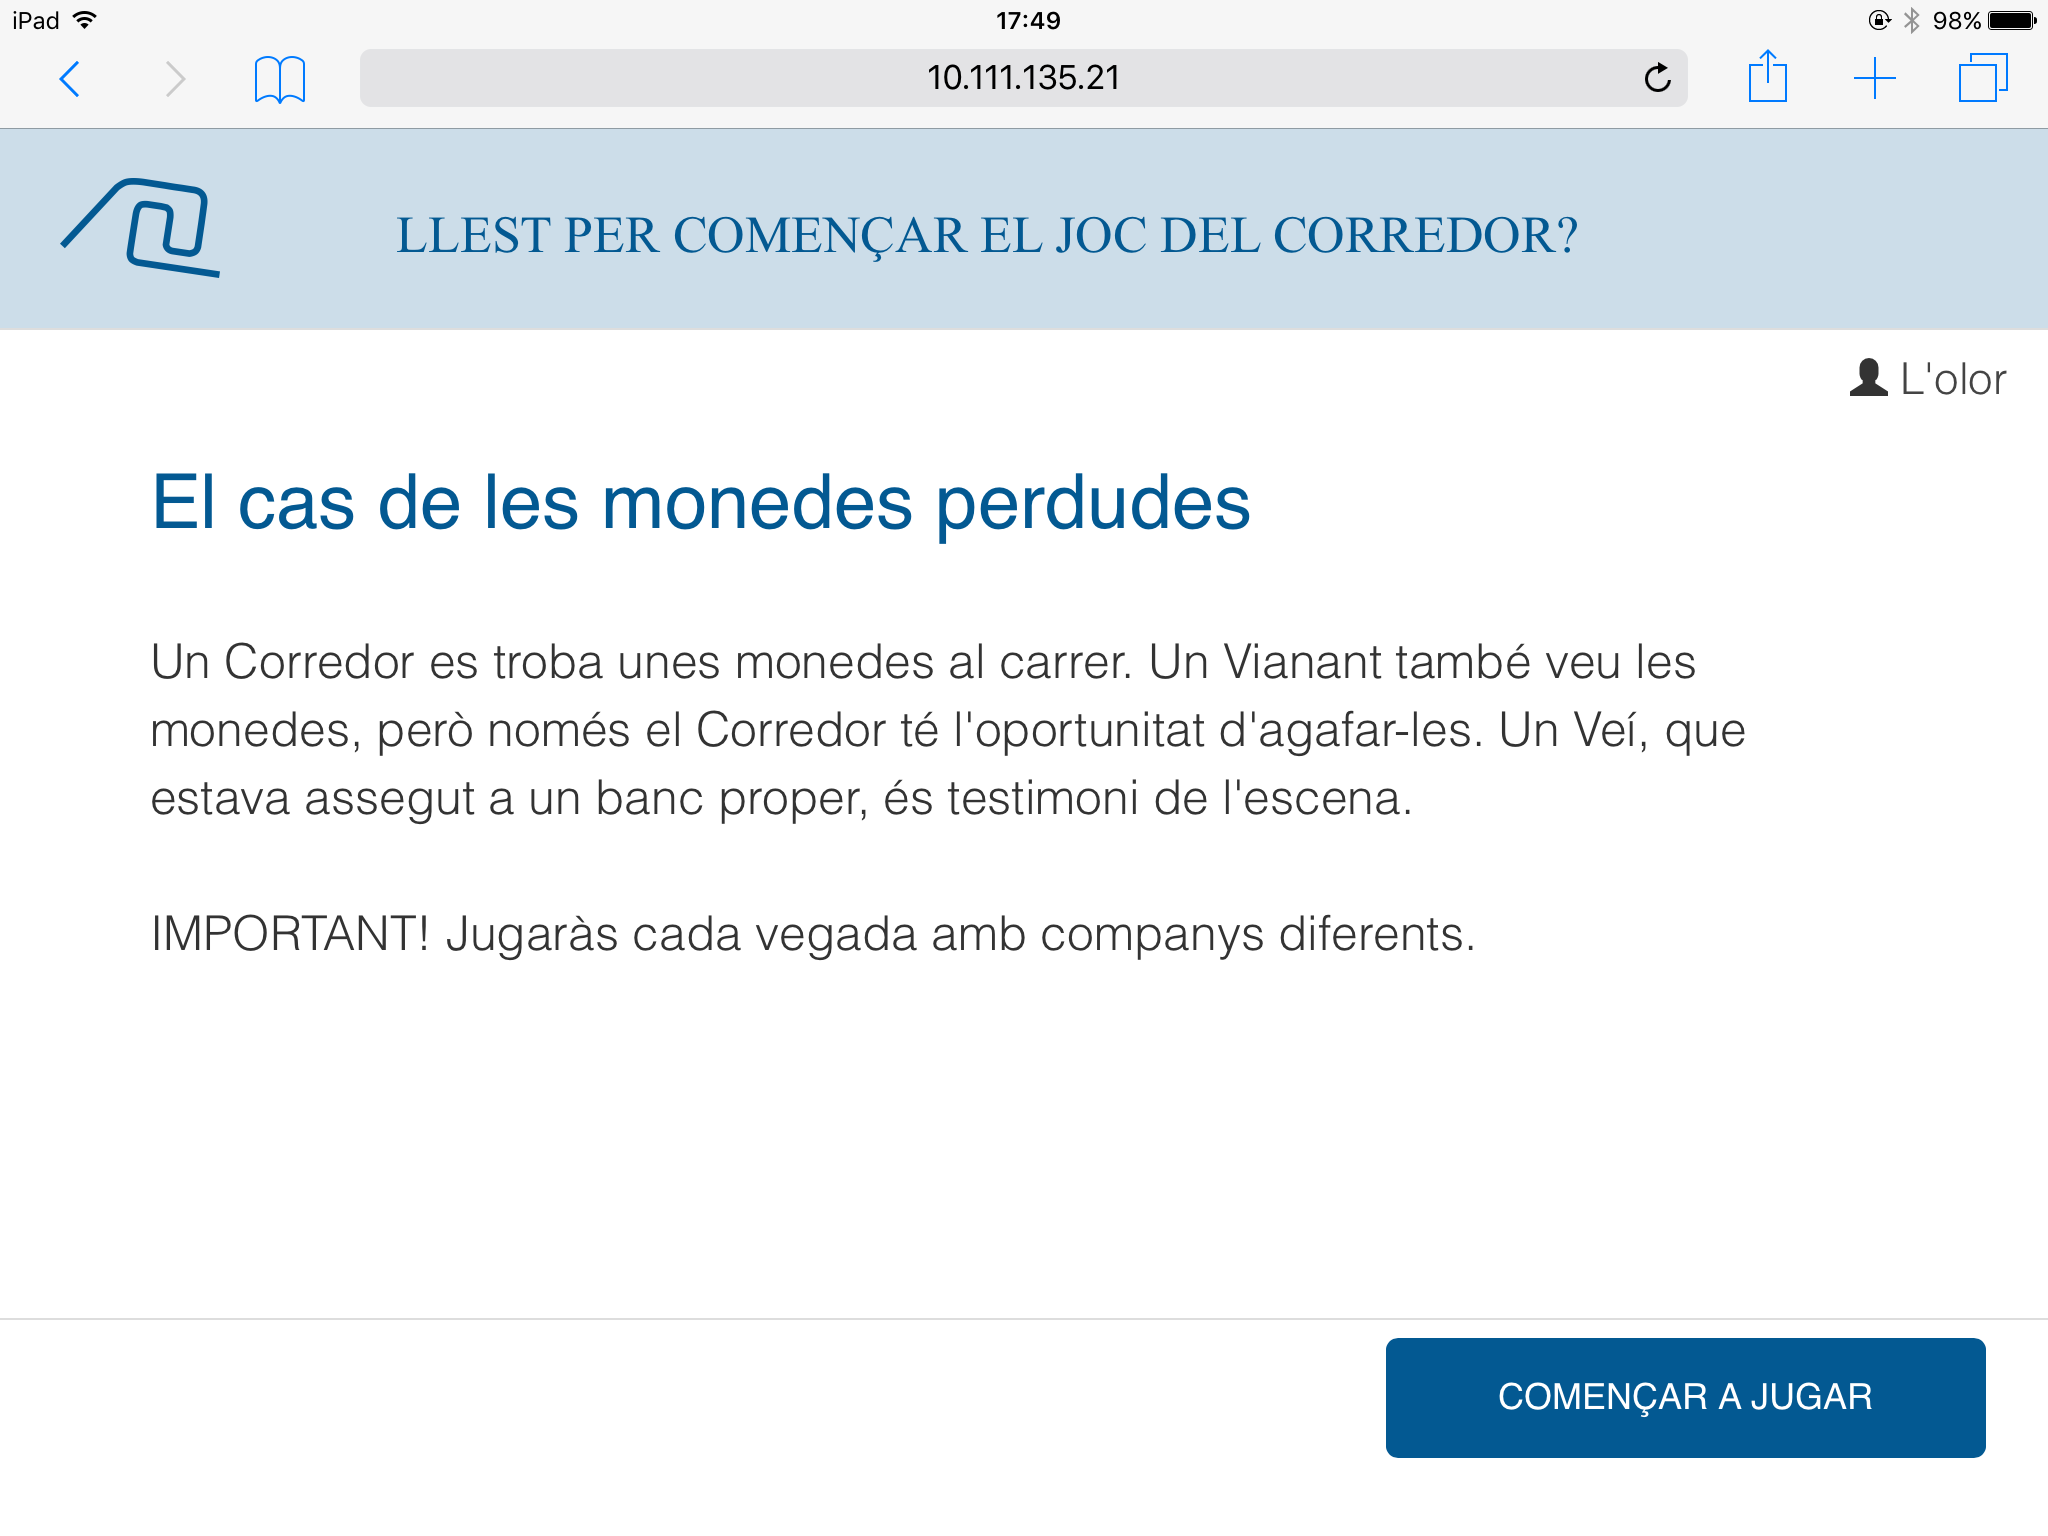 iPad 17:49 98%
10.111.135.21
LLEST PER COMENÇAR EL JOC DEL CORREDOR?
L'olor
El cas de les monedes perdudes
Un Corredor es troba unes monedes al carrer. Un Vianant també veu les
monedes, però només el Corredor té l'oportunitat d'agafar-les. Un Veí, que
estava assegut a un banc proper, és testimoni de l'escena.
IMPORTANT! Jugaràs cada vegada amb companys diferents.
COMENÇAR A JUGAR